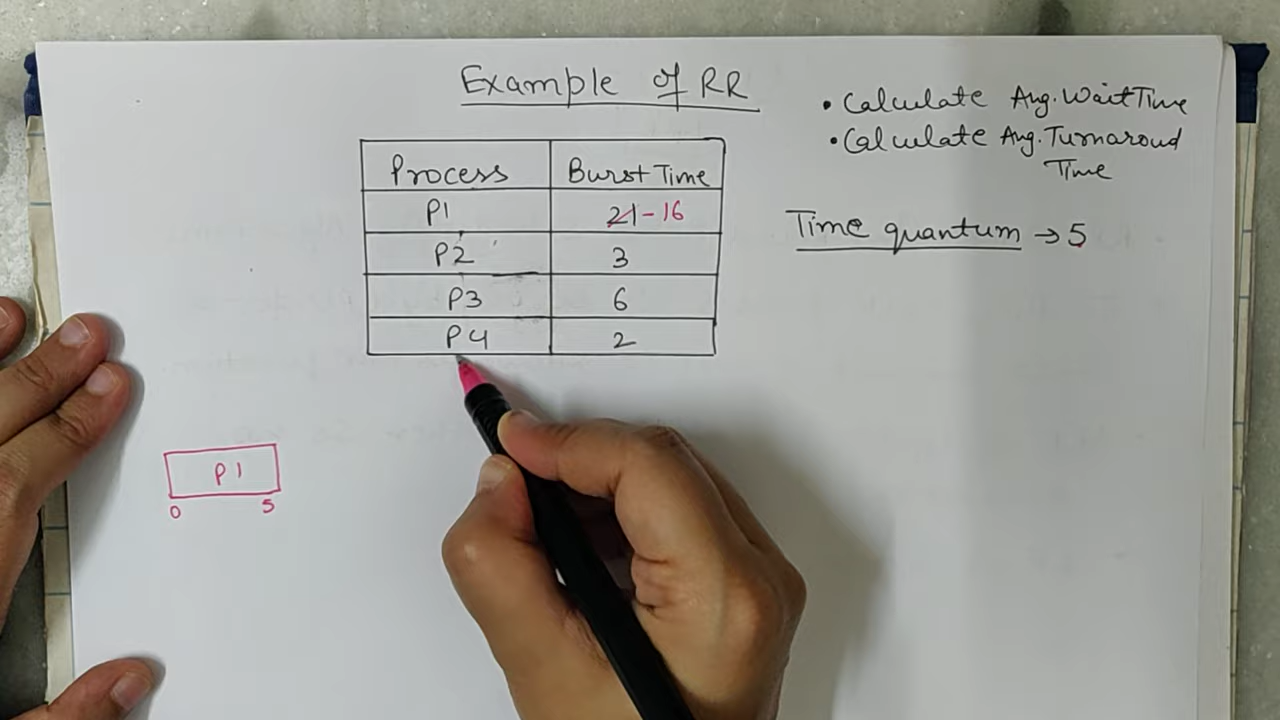 Example of RR
• Calculate Avg. Wait Time
• Calculate Avg. Turnaroud
Time
Process Burst Time
P1 21-16
P2 3
P3 6
P4 2
Time quantum → 5
P1
0 5